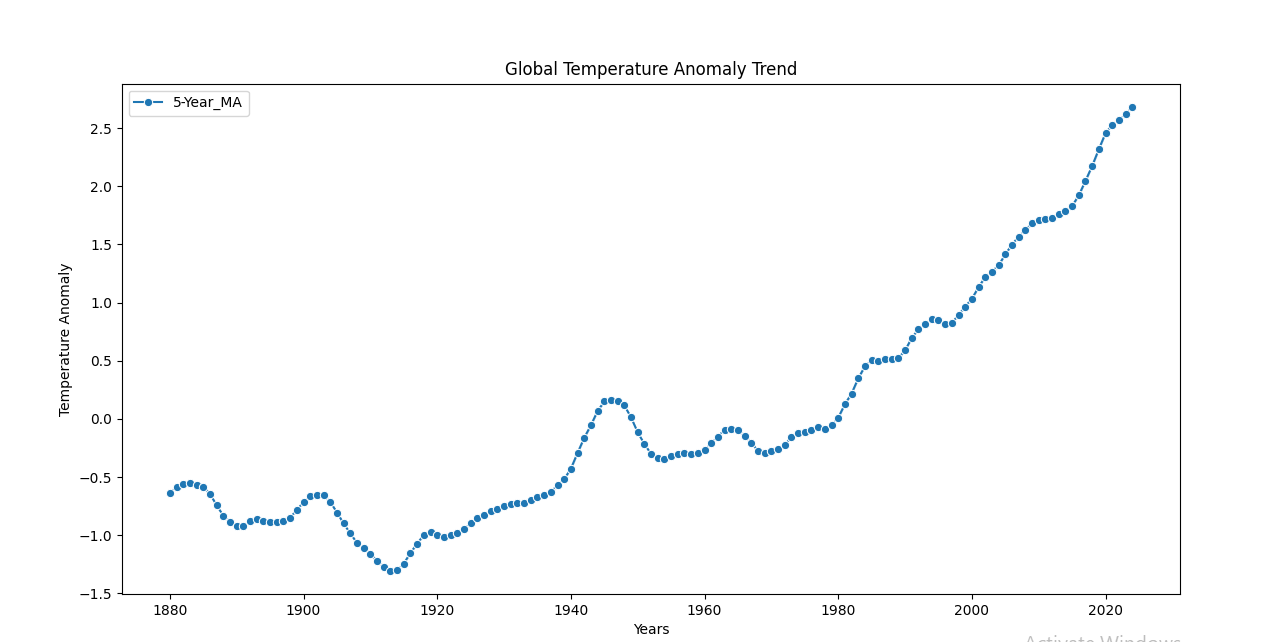 Global Temperature Anomaly Trend
5-Year_MA
Temperature Anomaly
2.5
2.0
1.5
1.0
0.5
0.0
−0.5
−1.0
−1.5
1880 1900 1920 1940 1960 1980 2000 2020
Years
Activate Windows